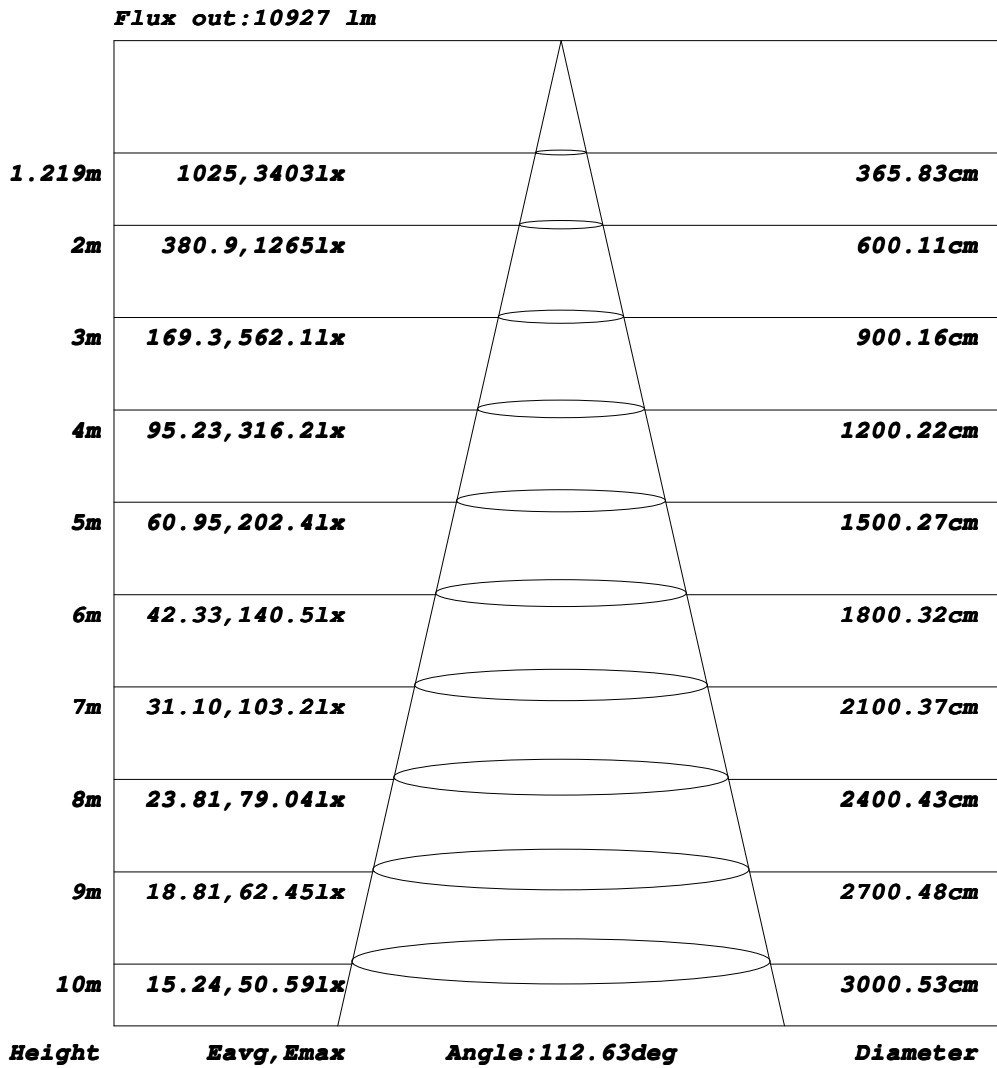 Flux out:10927 lm
1.219m 1025,3403lx 365.83cm
2m 380.9,1265lx 600.11cm
3m 169.3,562.1lx 900.16cm
4m 95.23,316.2lx 1200.22cm
5m 60.95,202.4lx 1500.27cm
6m 42.33,140.5lx 1800.32cm
7m 31.10,103.2lx 2100.37cm
8m 23.81,79.04lx 2400.43cm
9m 18.81,62.45lx 2700.48cm
10m 15.24,50.59lx 3000.53cm
Height Eavg,Emax Angle:112.63deg Diameter